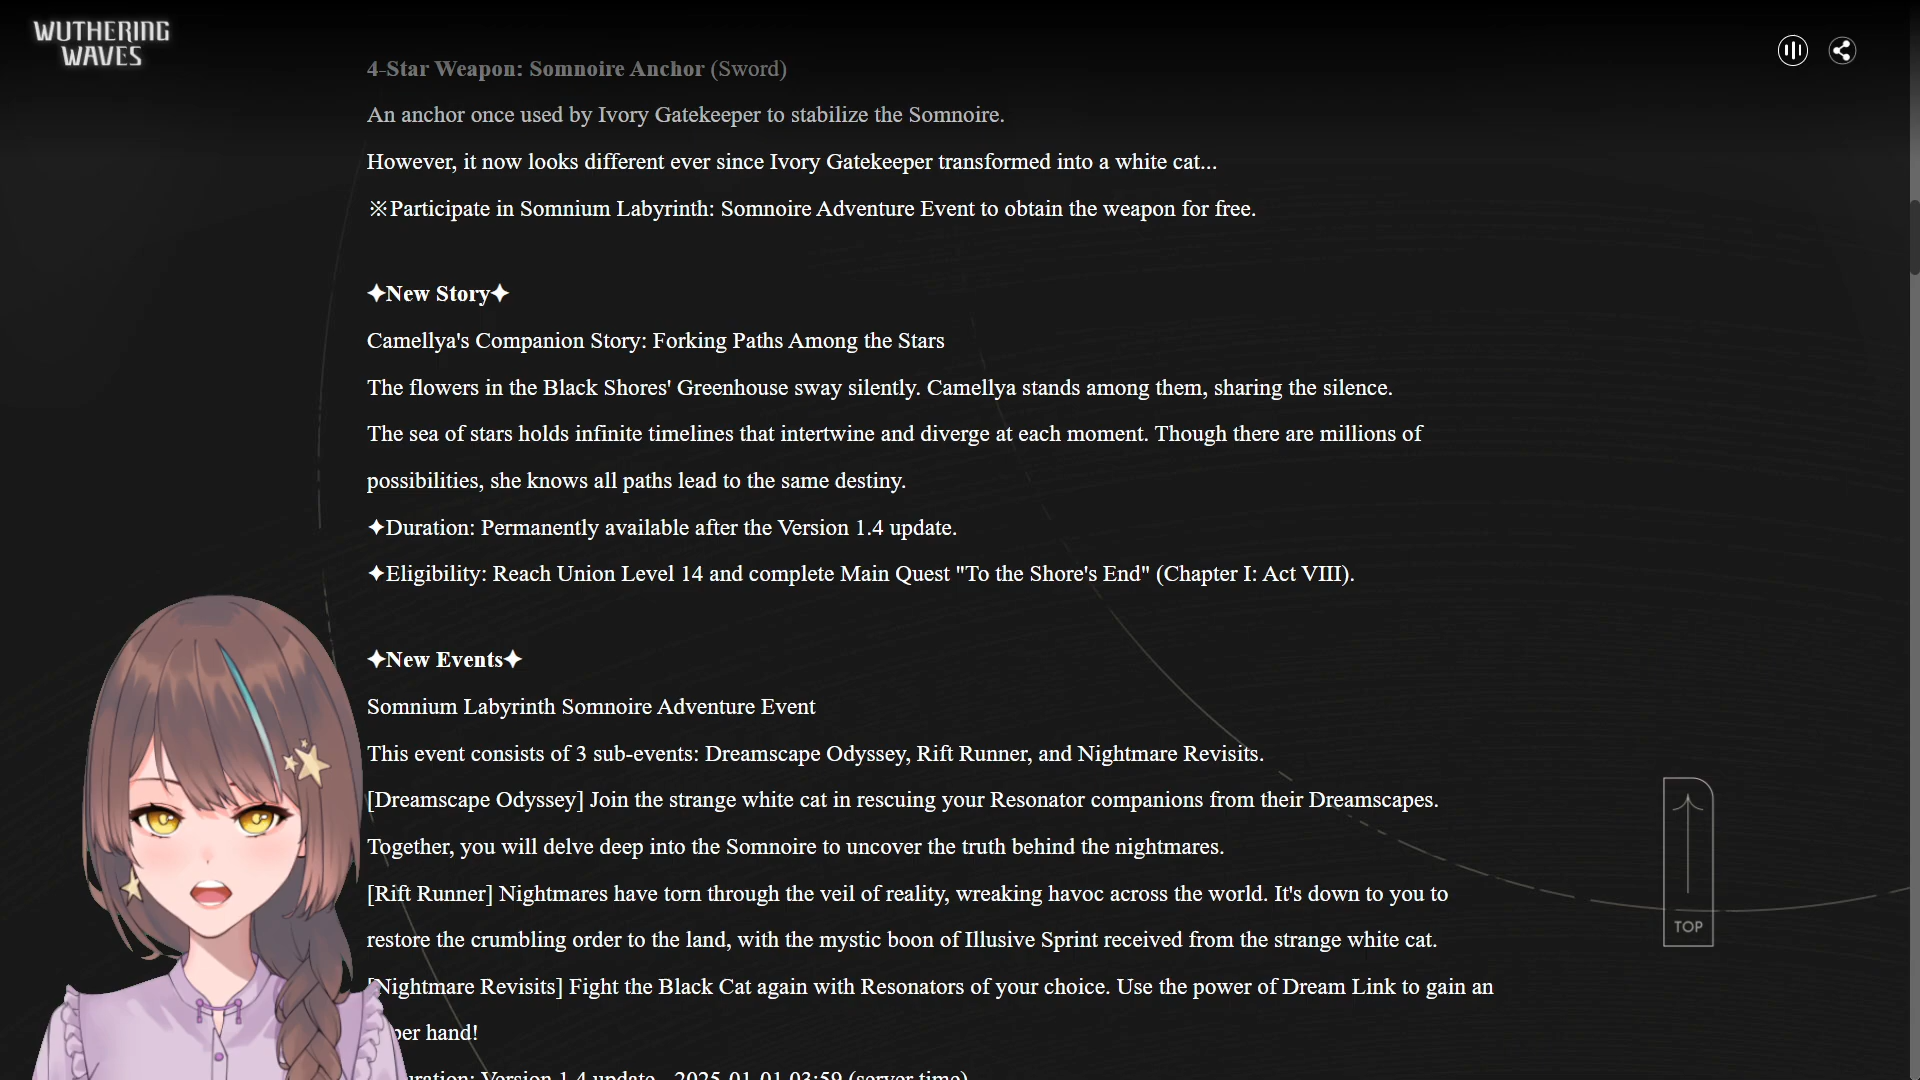 WUTHERING
WAVES
4-Star Weapon: Somnoire Anchor (Sword)
An anchor once used by Ivory Gatekeeper to stabilize the Somnoire.
However, it now looks different ever since Ivory Gatekeeper transformed into a white cat...
※Participate in Somnium Labyrinth: Somnoire Adventure Event to obtain the weapon for free.
✦New Story✦
Camellya's Companion Story: Forking Paths Among the Stars
The flowers in the Black Shores' Greenhouse sway silently. Camellya stands among them, sharing the silence.
The sea of stars holds infinite timelines that intertwine and diverge at each moment. Though there are millions of
possibilities, she knows all paths lead to the same destiny.
✦Duration: Permanently available after the Version 1.4 update.
✦Eligibility: Reach Union Level 14 and complete Main Quest "To the Shore's End" (Chapter I: Act VIII).
✦New Events✦
Somnium Labyrinth Somnoire Adventure Event
This event consists of 3 sub-events: Dreamscape Odyssey, Rift Runner, and Nightmare Revisits.
[Dreamscape Odyssey] Join the strange white cat in rescuing your Resonator companions from their Dreamscapes.
Together, you will delve deep into the Somnoire to uncover the truth behind the nightmares.
[Rift Runner] Nightmares have torn through the veil of reality, wreaking havoc across the world. It's down to you to
restore the crumbling order to the land, with the mystic boon of Illusive Sprint received from the strange white cat.
[Nightmare Revisits] Fight the Black Cat again with Resonators of your choice. Use the power of Dream Link to gain an
hand!
Version 1.4 update - 2025-01-01 03:59 (server time)
TOP